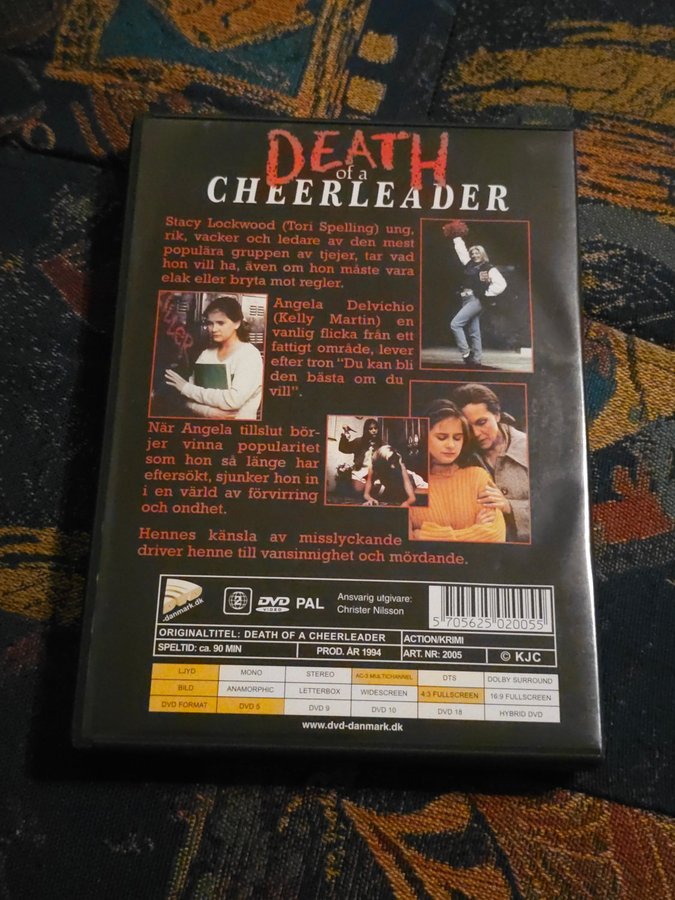 DEATH
of a
CHEERLEADER
Stacy Lockwood (Tori Spelling) ung,
rik, vacker och ledare av den mest
populära gruppen av tjejer, tar vad
hon vill ha, även om hon måste vara
elak eller bryta mot regler.
Angela Delvichio
(Kelly Martin) en
vanlig flicka från ett
fattigt område, lever
efter tron "Du kan bli
den bästa om du
vill".
När Angela tillslut bör-
jer vinna popularitet
som hon så länge har
eftersökt, sjunker hon in
i en värld av förvirring
och ondhet.
Hennes känsla av misslyckande
driver henne till vansinnighet och mördande.
-danmark.dk
2
DVD VIDEO
PAL
Ansvarig utgivare:
Christer Nilsson
5 705625 020055
ORIGINALTITEL: DEATH OF A CHEERLEADER ACTION/KRIMI
SPELTID: ca. 90 MIN PROD. ÅR 1994 ART. NR: 2005 © KJC
LJYD MONO STEREO AC-3 MULTICHANNEL DTS DOLBY SURROUND
BILD ANAMORPHIC LETTERBOX WIDESCREEN 4:3 FULLSCREEN 16:9 FULLSCREEN
DVD FORMAT DVD 5 DVD 9 DVD 10 DVD 18 HYBRID DVD
www.dvd-danmark.dk